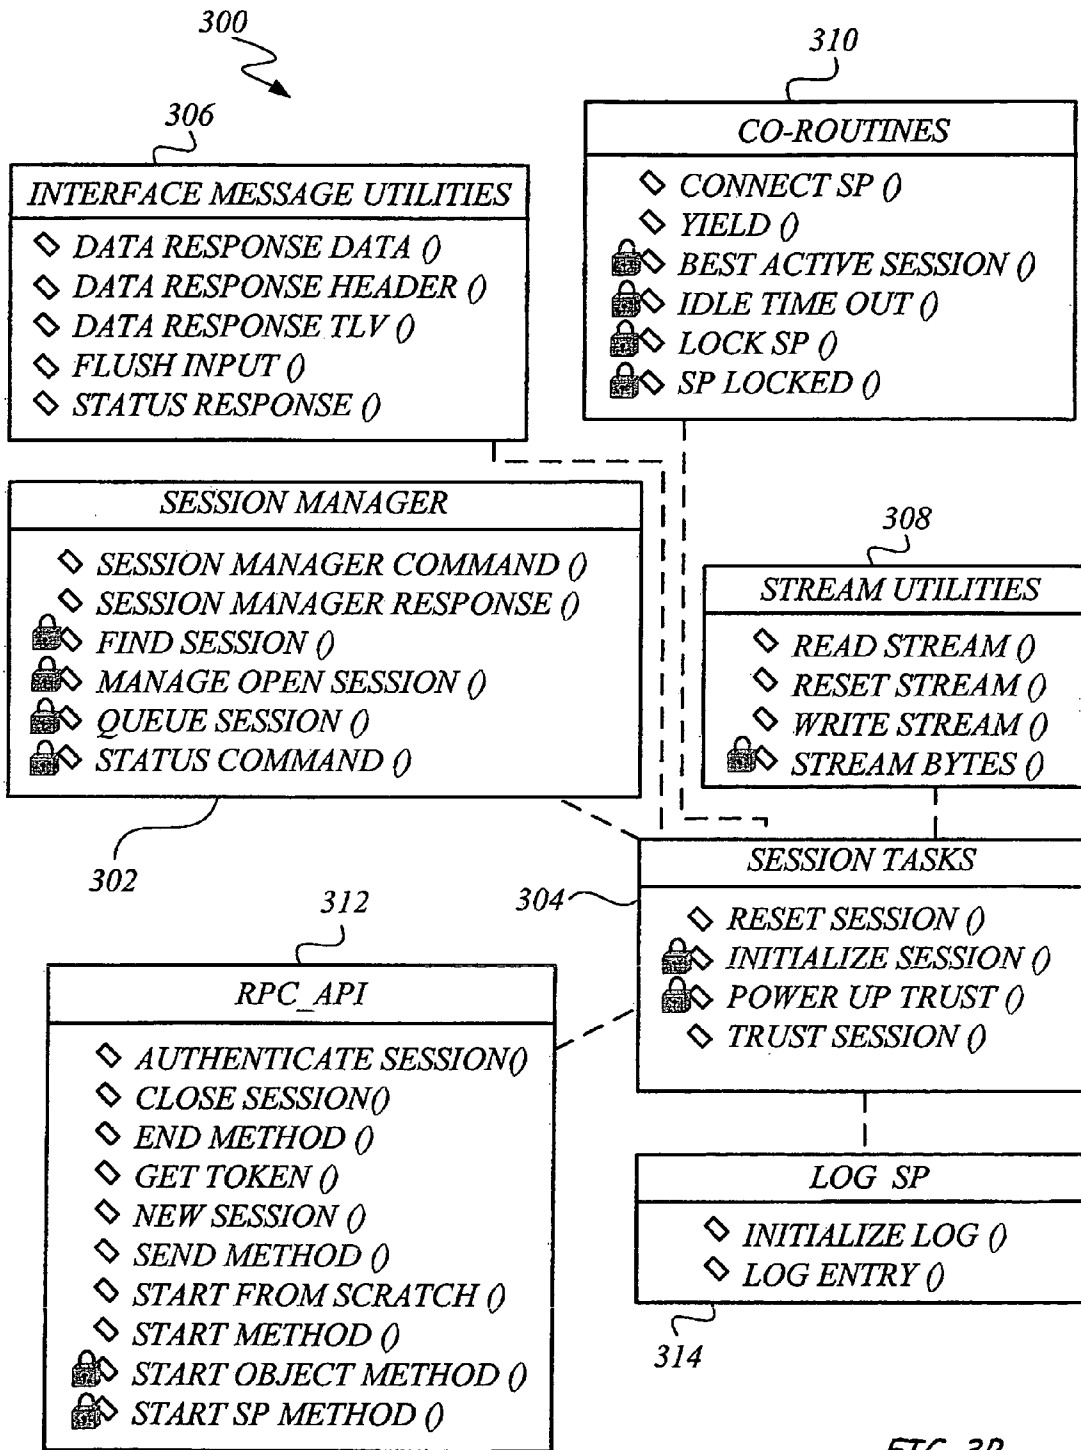 300
310
306
CO-ROUTINES
CONNECT SP ()
YIELD ()
BEST ACTIVE SESSION ()
IDLE TIME OUT ()
LOCK SP ()
SP LOCKED ()
INTERFACE MESSAGE UTILITIES
DATA RESPONSE DATA ()
DATA RESPONSE HEADER ()
DATA RESPONSE TLV ()
FLUSH INPUT ()
STATUS RESPONSE ()
SESSION MANAGER
SESSION MANAGER COMMAND ()
SESSION MANAGER RESPONSE ()
FIND SESSION ()
MANAGE OPEN SESSION ()
QUEUE SESSION ()
STATUS COMMAND ()
302
308
STREAM UTILITIES
READ STREAM ()
RESET STREAM ()
WRITE STREAM ()
STREAM BYTES ()
304
SESSION TASKS
RESET SESSION ()
INITIALIZE SESSION ()
POWER UP TRUST ()
TRUST SESSION ()
312
RPC_API
AUTHENTICATE SESSION()
CLOSE SESSION()
END METHOD ()
GET TOKEN ()
NEW SESSION ()
SEND METHOD ()
START FROM SCRATCH ()
START METHOD ()
START OBJECT METHOD ()
START SP METHOD ()
LOG SP
INITIALIZE LOG ()
LOG ENTRY ()
314